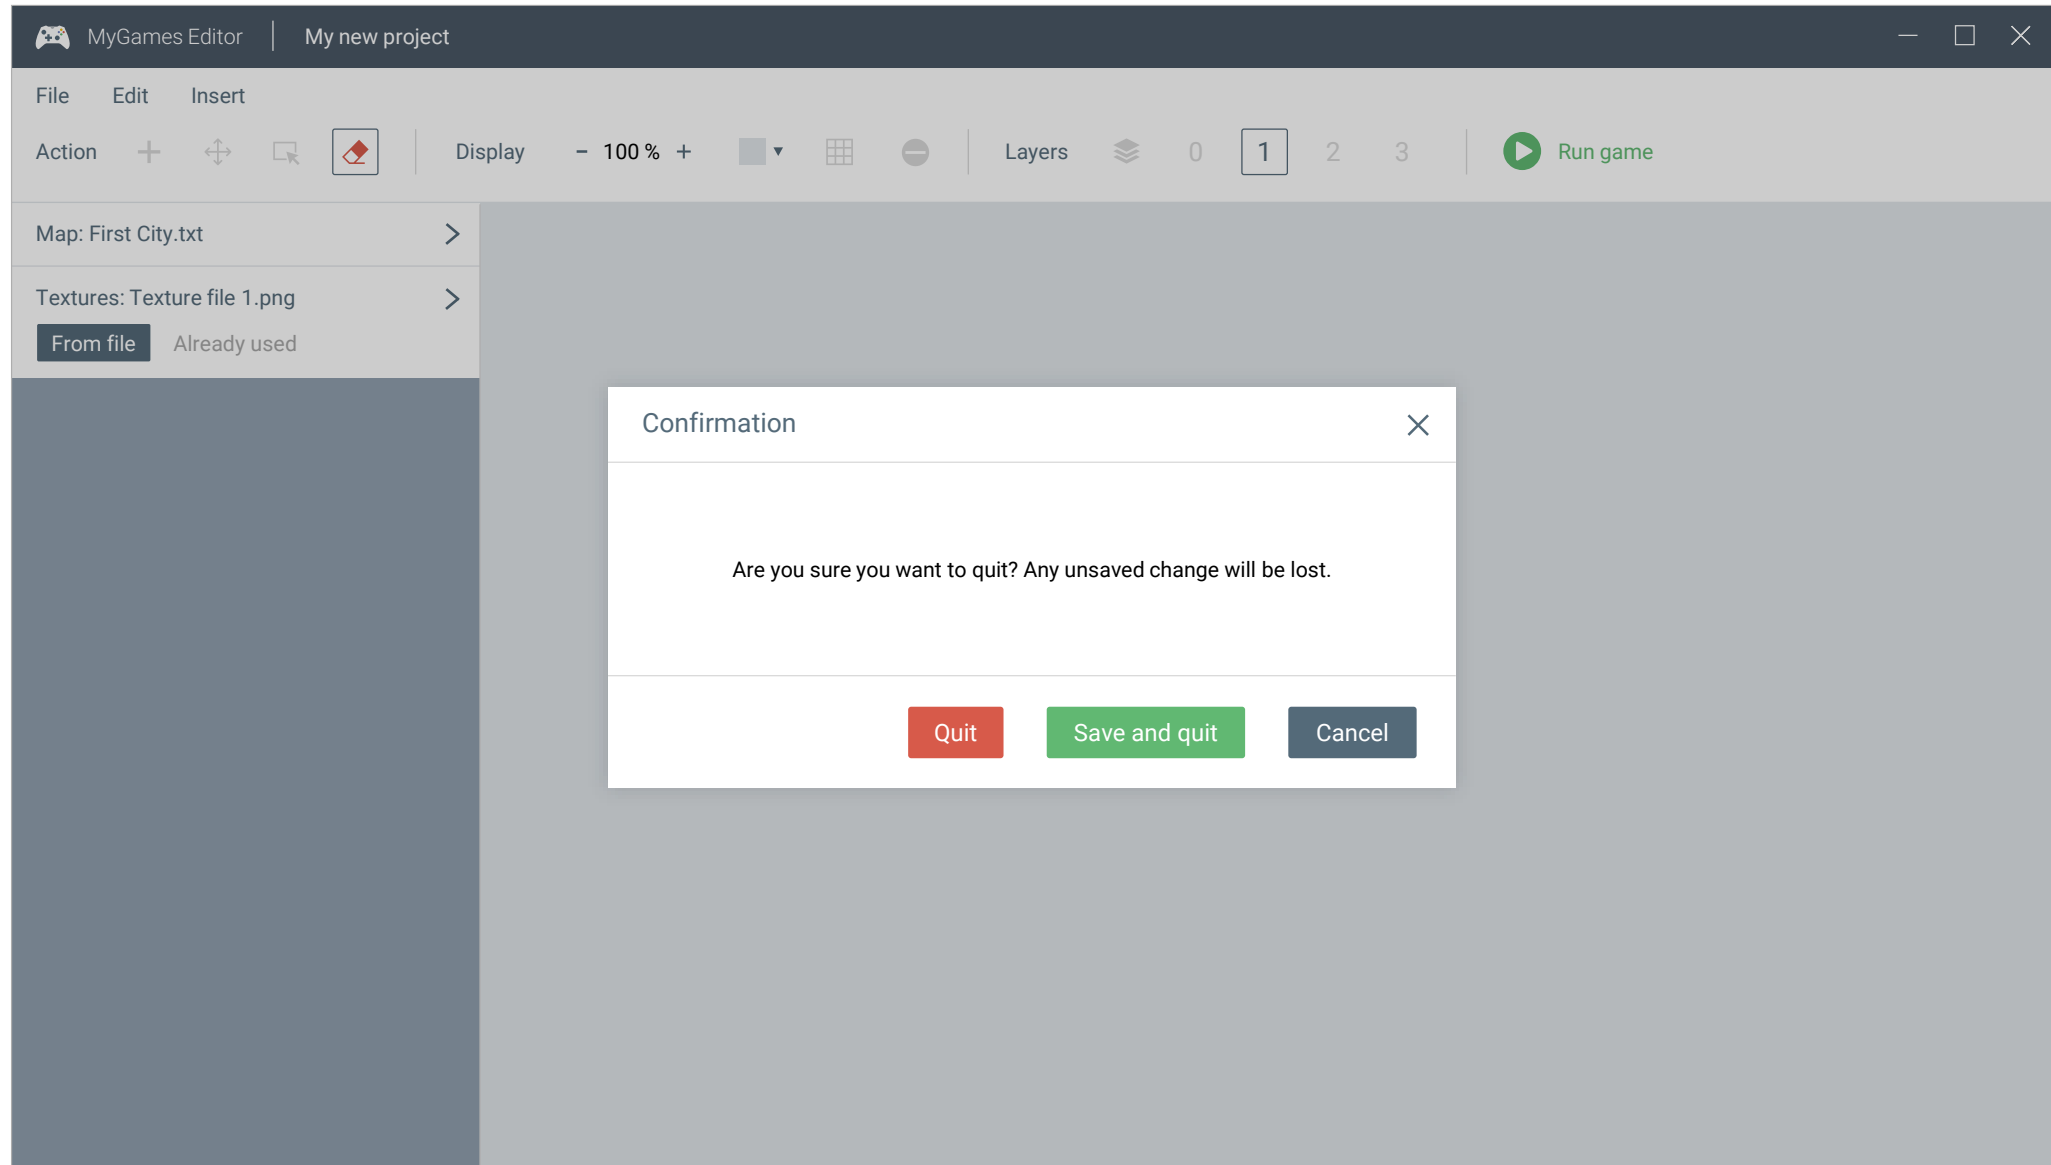 MyGames Editor My new project
File Edit Insert
Action Display - 100 % + Layers 0 1 2 3 Run game
Map: First City.txt
Textures: Texture file 1.png
From file Already used
Confirmation
Are you sure you want to quit? Any unsaved change will be lost.
Quit Save and quit Cancel